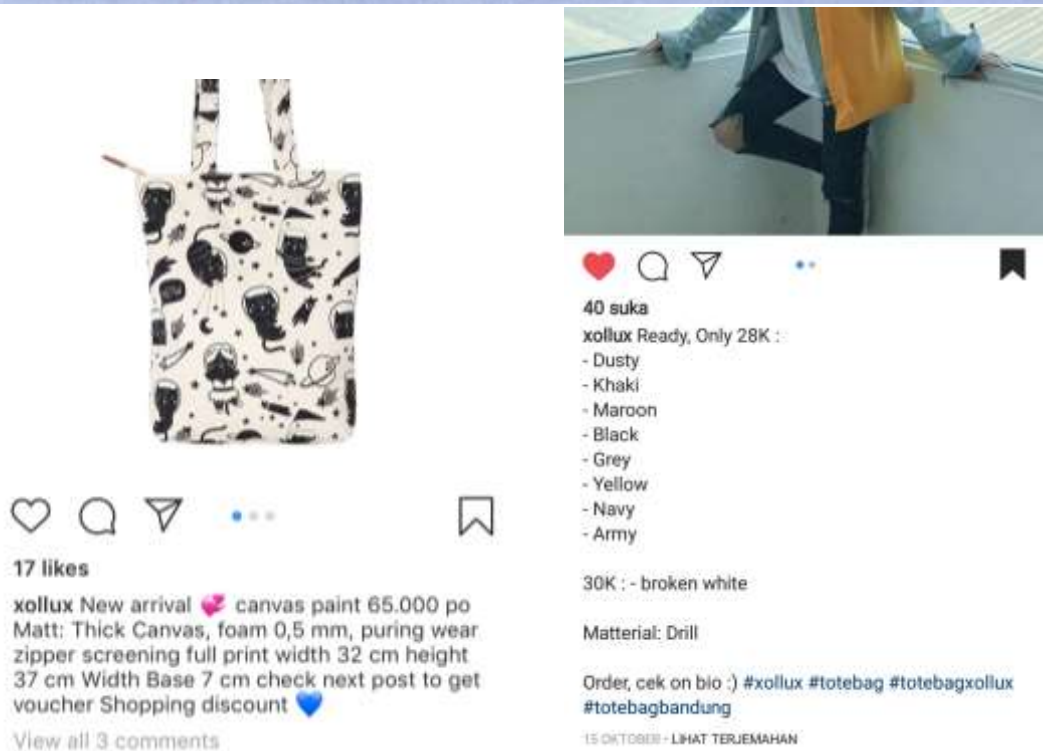 17 likes
xollux New arrival 💞 canvas paint 65.000 po
Matt: Thick Canvas, foam 0,5 mm, puring wear
zipper screening full print width 32 cm height
37 cm Width Base 7 cm check next post to get
voucher Shopping discount 💙
View all 3 comments
40 suka
xollux Ready, Only 28K :
- Dusty
- Khaki
- Maroon
- Black
- Grey
- Yellow
- Navy
- Army
30K : - broken white
Matterial: Drill
Order, cek on bio :) #xollux #totebag #totebagxollux
#totebagbandung
15 OKTOBER • LIHAT TERJEMAHAN